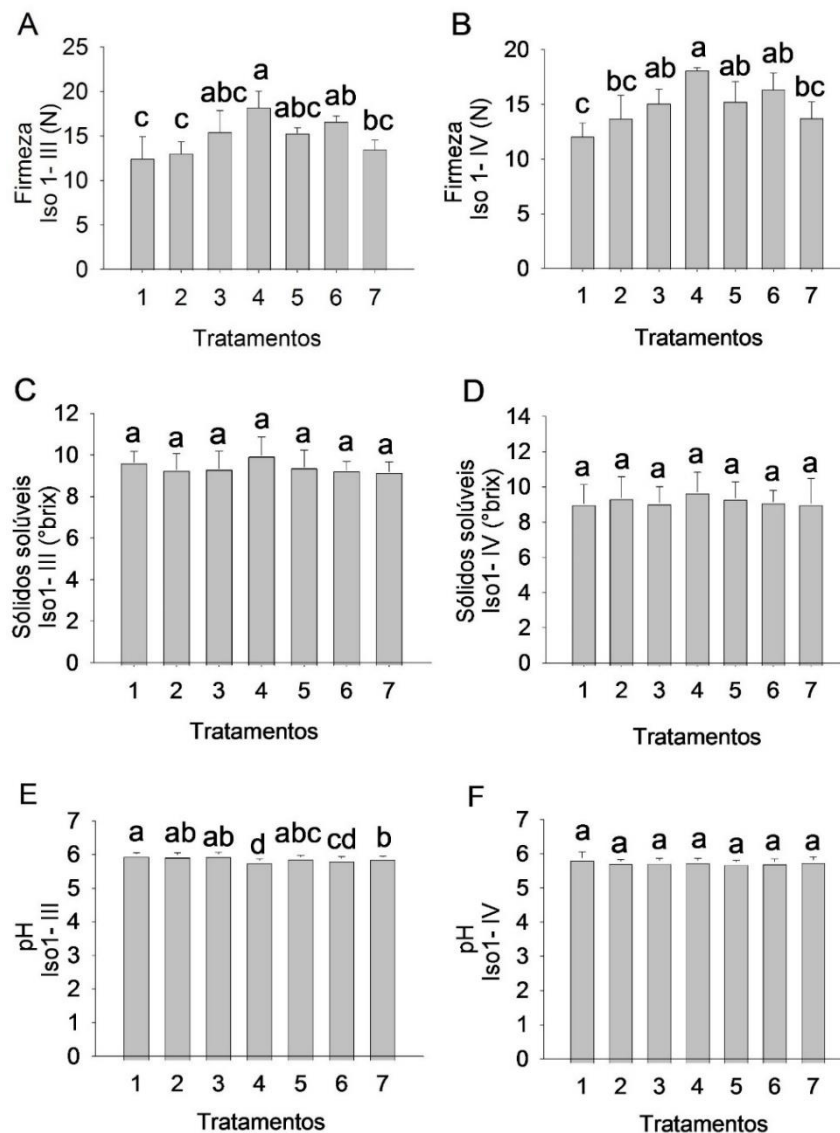 A
Firmeza
Iso 1- III (N)
25
20
15
10
5
0
c c abc a abc ab bc
1 2 3 4 5 6 7
Tratamentos
B
Firmeza
Iso 1- IV (N)
20
15
10
5
0
c bc ab a ab ab bc
1 2 3 4 5 6 7
Tratamentos
C
Sólidos solúveis
Iso1- III (°brix)
12
10
8
6
4
2
0
a a a a a a a
1 2 3 4 5 6 7
Tratamentos
D
Sólidos solúveis
Iso1- IV (°brix)
14
12
10
8
6
4
2
0
a a a a a a a
1 2 3 4 5 6 7
Tratamentos
E
pH
Iso1- III
7
6
5
4
3
2
1
0
a ab ab d abc cd b
1 2 3 4 5 6 7
Tratamentos
F
pH
Iso1- IV
7
6
5
4
3
2
1
0
a a a a a a a
1 2 3 4 5 6 7
Tratamentos